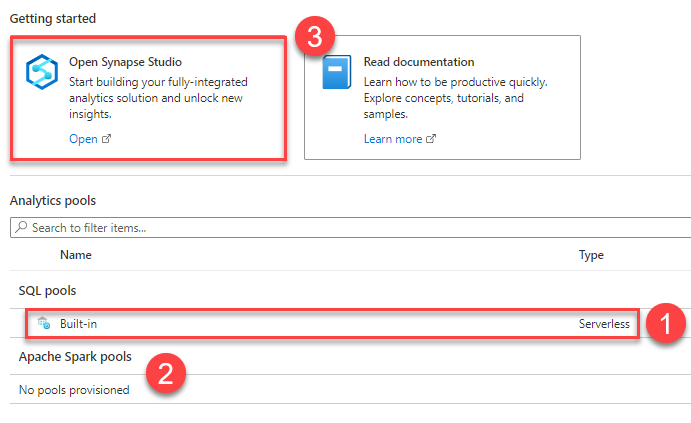 Getting started
3
Open Synapse Studio
Start building your fully-integrated
analytics solution and unlock new
insights.
Open
Read documentation
Learn how to be productive quickly.
Explore concepts, tutorials, and
samples.
Learn more
Analytics pools
Search to filter items...
Name Type
SQL pools
Built-in Serverless
1
Apache Spark pools
2
No pools provisioned